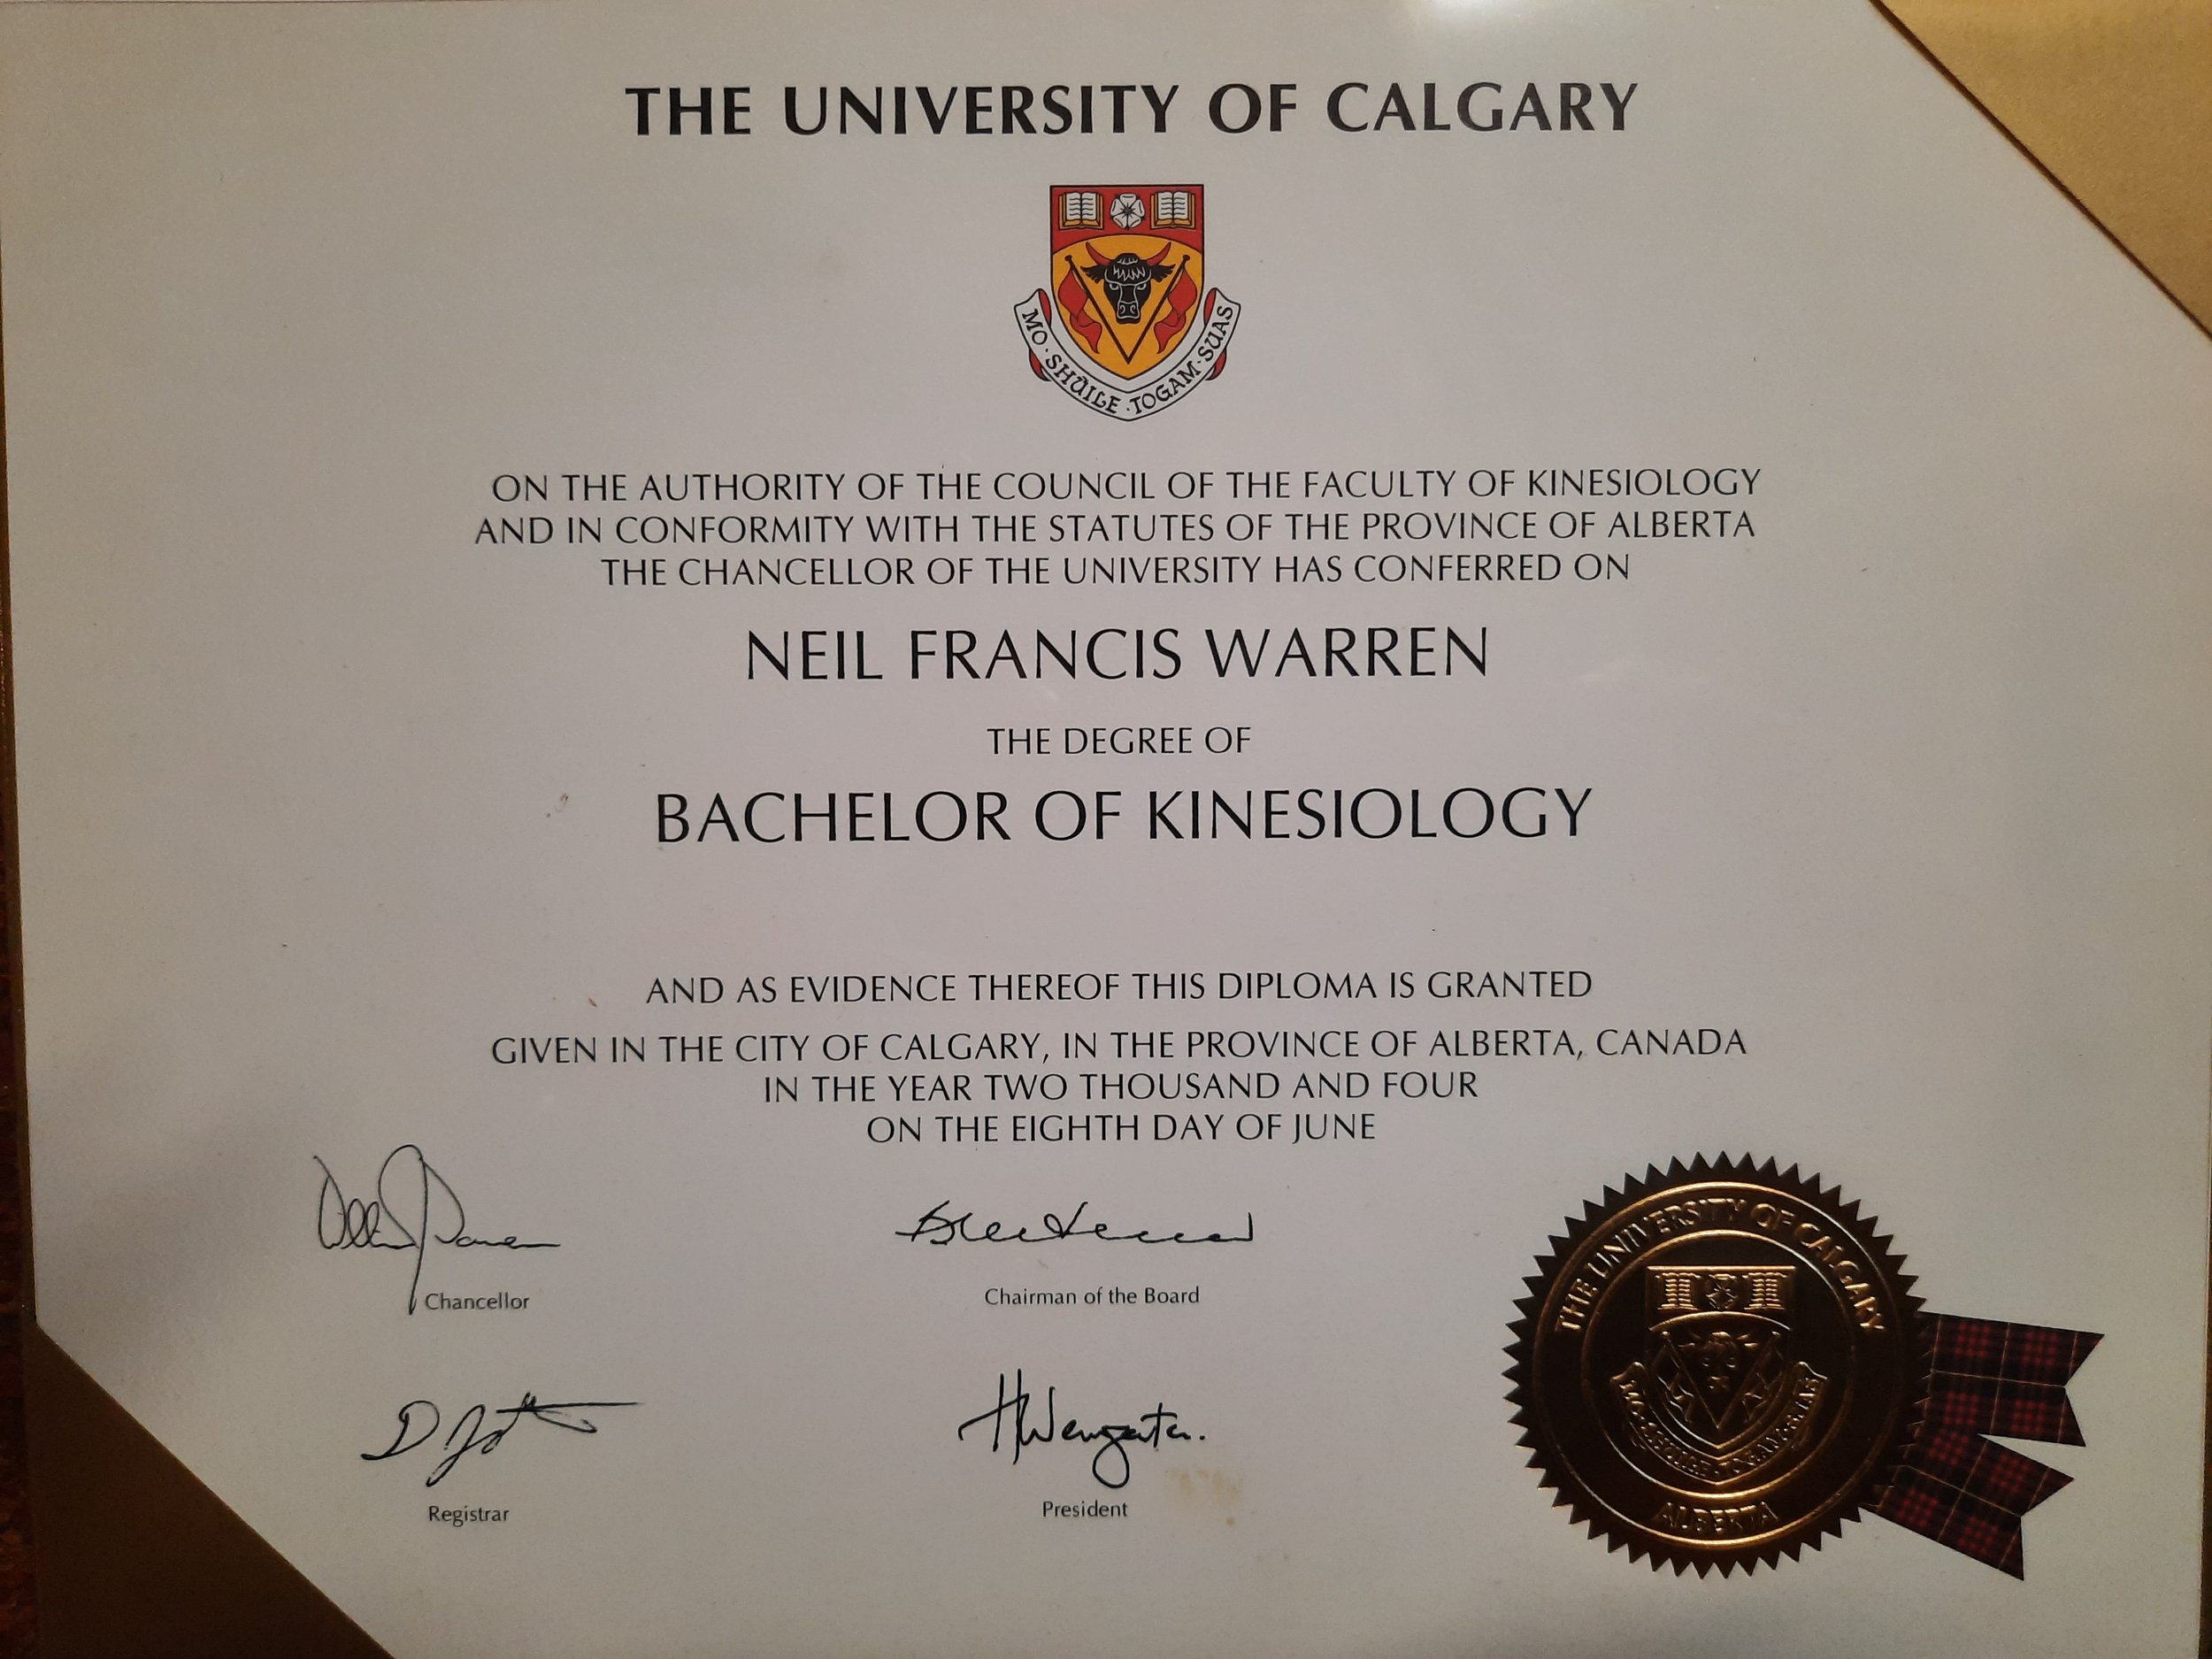 THE UNIVERSITY OF CALGARY
MO · SHÙILE · TOGAM · SUAS
ON THE AUTHORITY OF THE COUNCIL OF THE FACULTY OF KINESIOLOGY
AND IN CONFORMITY WITH THE STATUTES OF THE PROVINCE OF ALBERTA
THE CHANCELLOR OF THE UNIVERSITY HAS CONFERRED ON
NEIL FRANCIS WARREN
THE DEGREE OF
BACHELOR OF KINESIOLOGY
AND AS EVIDENCE THEREOF THIS DIPLOMA IS GRANTED
GIVEN IN THE CITY OF CALGARY, IN THE PROVINCE OF ALBERTA, CANADA
IN THE YEAR TWO THOUSAND AND FOUR
ON THE EIGHTH DAY OF JUNE
Chancellor
Chairman of the Board
Registrar
President
THE UNIVERSITY OF CALGARY
MO · SHÙILE · TOGAM · SUAS
ALBERTA